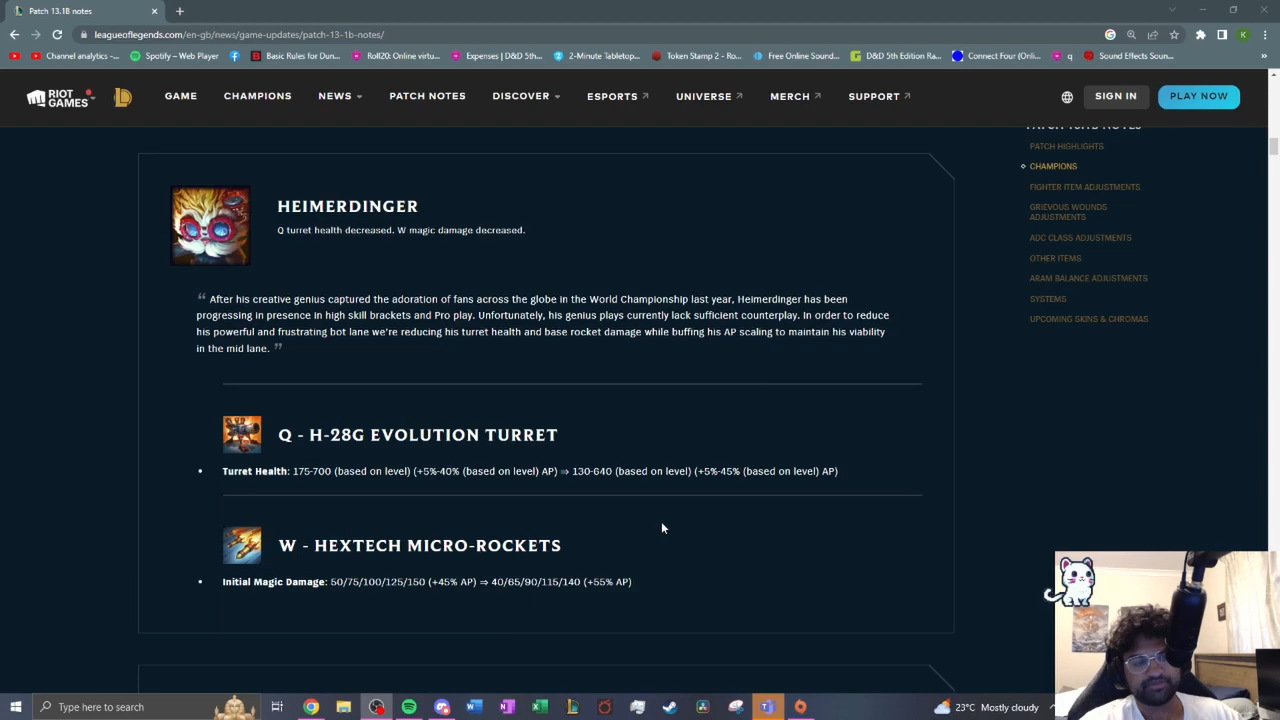 Patch 13.1B notes
leagueoflegends.com/en-gb/news/game-updates/patch-13-1b-notes/
Channel analytics -...
Spotify – Web Player
Basic Rules for Dun...
Roll20: Online virtu...
Expenses | D&D 5th...
2-Minute Tabletop...
Token Stamp 2 - Ro...
Free Online Sound...
D&D 5th Edition Ra...
Connect Four (Onli...
q
Sound Effects Soun...
RIOT GAMES
GAME
CHAMPIONS
NEWS
PATCH NOTES
DISCOVER
ESPORTS
UNIVERSE
MERCH
SUPPORT
SIGN IN
PLAY NOW
HEIMERDINGER
Q turret health decreased. W magic damage decreased.
“ After his creative genius captured the adoration of fans across the globe in the World Championship last year, Heimerdinger has been
progressing in presence in high skill brackets and Pro play. Unfortunately, his genius plays currently lack sufficient counterplay. In order to reduce
his powerful and frustrating bot lane we're reducing his turret health and base rocket damage while buffing his AP scaling to maintain his viability
in the mid lane. ”
Q - H-28G EVOLUTION TURRET
• Turret Health: 175-700 (based on level) (+5%-40% (based on level) AP) ⇒ 130-640 (based on level) (+5%-45% (based on level) AP)
W - HEXTECH MICRO-ROCKETS
• Initial Magic Damage: 50/75/100/125/150 (+45% AP) ⇒ 40/65/90/115/140 (+55% AP)
PATCH 13.1B NOTES
PATCH HIGHLIGHTS
CHAMPIONS
FIGHTER ITEM ADJUSTMENTS
GRIEVOUS WOUNDS
ADJUSTMENTS
ADC CLASS ADJUSTMENTS
OTHER ITEMS
ARAM BALANCE ADJUSTMENTS
SYSTEMS
UPCOMING SKINS & CHROMAS
Type here to search
23°C Mostly cloudy